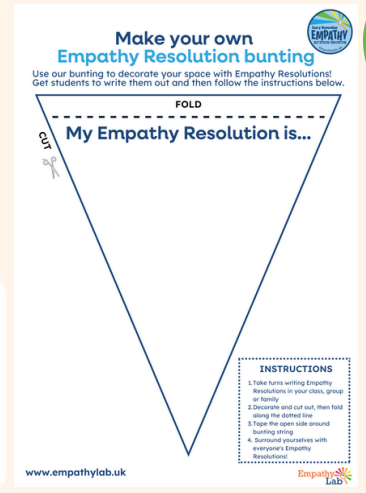 Make your own
Empathy Resolution bunting
EMPATHY
Use our bunting to decorate your space with Empathy Resolutions!
Get students to write them out and then follow the instructions below.
FOLD
CUT
My Empathy Resolution is...
INSTRUCTIONS
1. Take turns writing Empathy
Resolutions in your class, group
or family
2. Decorate and cut out, then fold
along the dotted line
3. Tape the open side around
bunting string
4. Surround yourselves with
everyone's Empathy
Resolutions!
www.empathylab.uk
Empathy
Lab